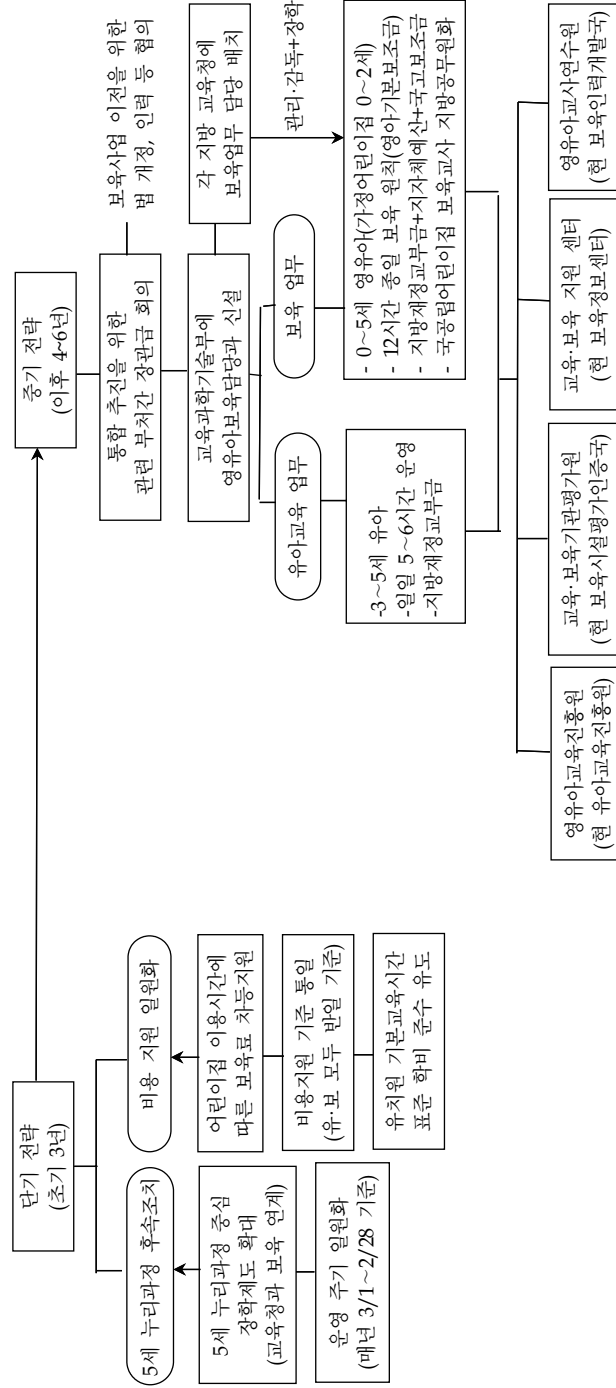 단기 전략
(초기 3년)
5세 누리과정 후속조치
5세 누리과정 중심
장학제도 확대
(교육청과 보육 연계)
운영 주기 일원화
(매년 3/1~2/28 기준)
비용 지원 일원화
어린이집 이용시간에
따른 보육료 차등지원
비용지원 기준 통일
(유·보 모두 반일 기준)
유치원 기본교육시간
표준 학비 준수 유도
중기 전략
(이후 4~6년)
통합 추진을 위한
관련 부처간 장관급 회의
보육사업 이전을 위한
법 개정, 인력 등 협의
교육과학기술부에
영유아보육담당과 신설
각 지방 교육청에
보육업무 담당 배치
관리·감독+장학
유아교육 업무
-3~5세 유아
-일일 5~6시간 운영
-지방재정교부금
보육 업무
- 0~5세 영유아(가정어린이집 0~2세)
- 12시간 종일 보육 원칙(영아기본보조금)
- 지방재정교부금+지자체예산+국고보조금
- 국공립어린이집 보육교사 지방공무원화
영유아교육진흥원
(현 유아교육진흥원)
교육·보육기관평가원
(현 보육시설평가인증국)
교육·보육 지원 센터
(현 보육정보센터)
영유아교사연수원
(현 보육인력개발국)